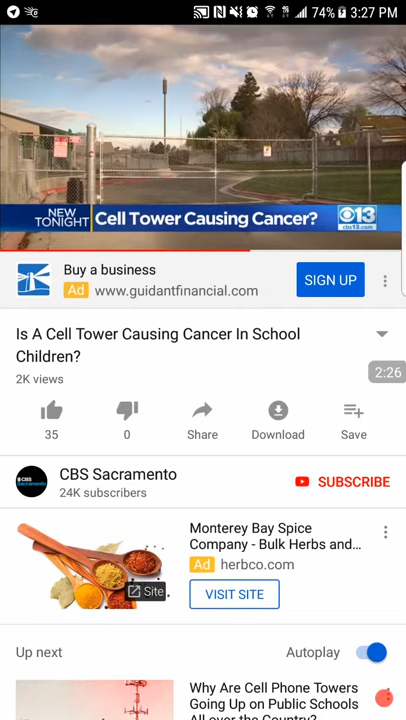 74% 3:27 PM
NEW
TONIGHT
Cell Tower Causing Cancer?
CBS 13
cbs13.com
Buy a business
Ad www.guidantfinancial.com
SIGN UP
Is A Cell Tower Causing Cancer In School
Children?
2K views
2:26
35
0
Share
Download
Save
CBS Sacramento
24K subscribers
SUBSCRIBE
CBS
Sacramento
Monterey Bay Spice
Company - Bulk Herbs and...
Ad herbco.com
Site
VISIT SITE
Up next
Autoplay
Why Are Cell Phone Towers
Going Up on Public Schools
All over the Country?